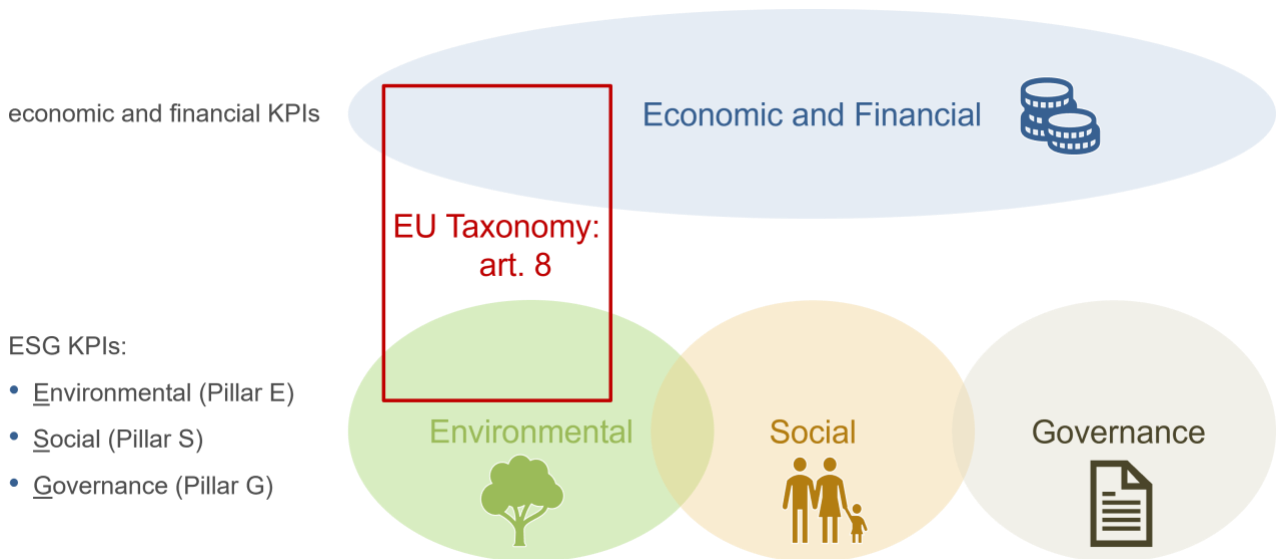 economic and financial KPIs
Economic and Financial
EU Taxonomy:
art. 8
ESG KPIs:
• Environmental (Pillar E)
• Social (Pillar S)
• Governance (Pillar G)
Environmental
Social
Governance